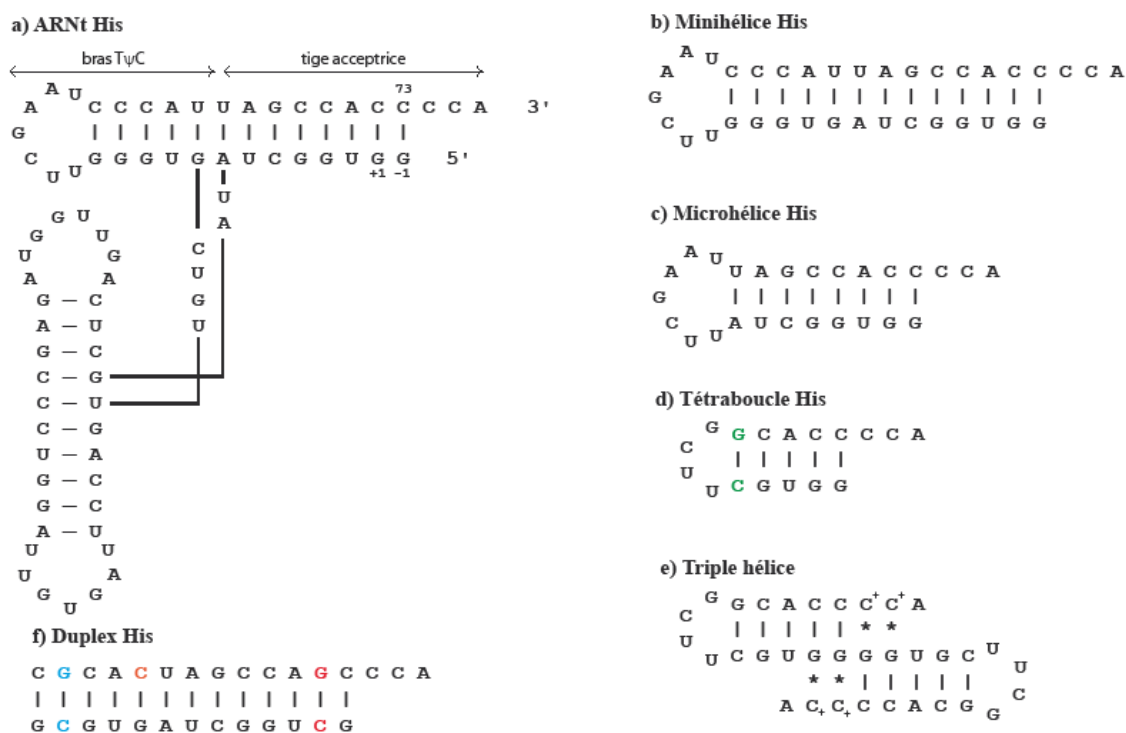 a) ARNt His
bras TψC
tige acceptrice
73
A A U C C C A U U A G C C A C C C C A 3'
G
C U U G G G U G A U C G G U G G 5'
+1 -1
U
A
C
U
G
U
G U
G U
U G
A A
G – C
A – U
G – C
C – G
C – U
C – G
U – A
G – C
G – C
A – U
U U
U A
G G
U
b) Minihélice His
A A U C C C A U U A G C C A C C C C A
G
C U U G G G U G A U C G G U G G
c) Microhélice His
A A U U A G C C A C C C C A
G
C U U A U C G G U G G
d) Tétraboucle His
G G C A C C C C A
C
U
U C G U G G
e) Triple hélice
G G C A C C C+ C+ A
C
U
U C G U G G G G U G C U
* *
* *
U
C
A C+ C+ C C A C G G
f) Duplex His
C G C A C U A G C C A G C C C A
G C G U G A U C G G U C G